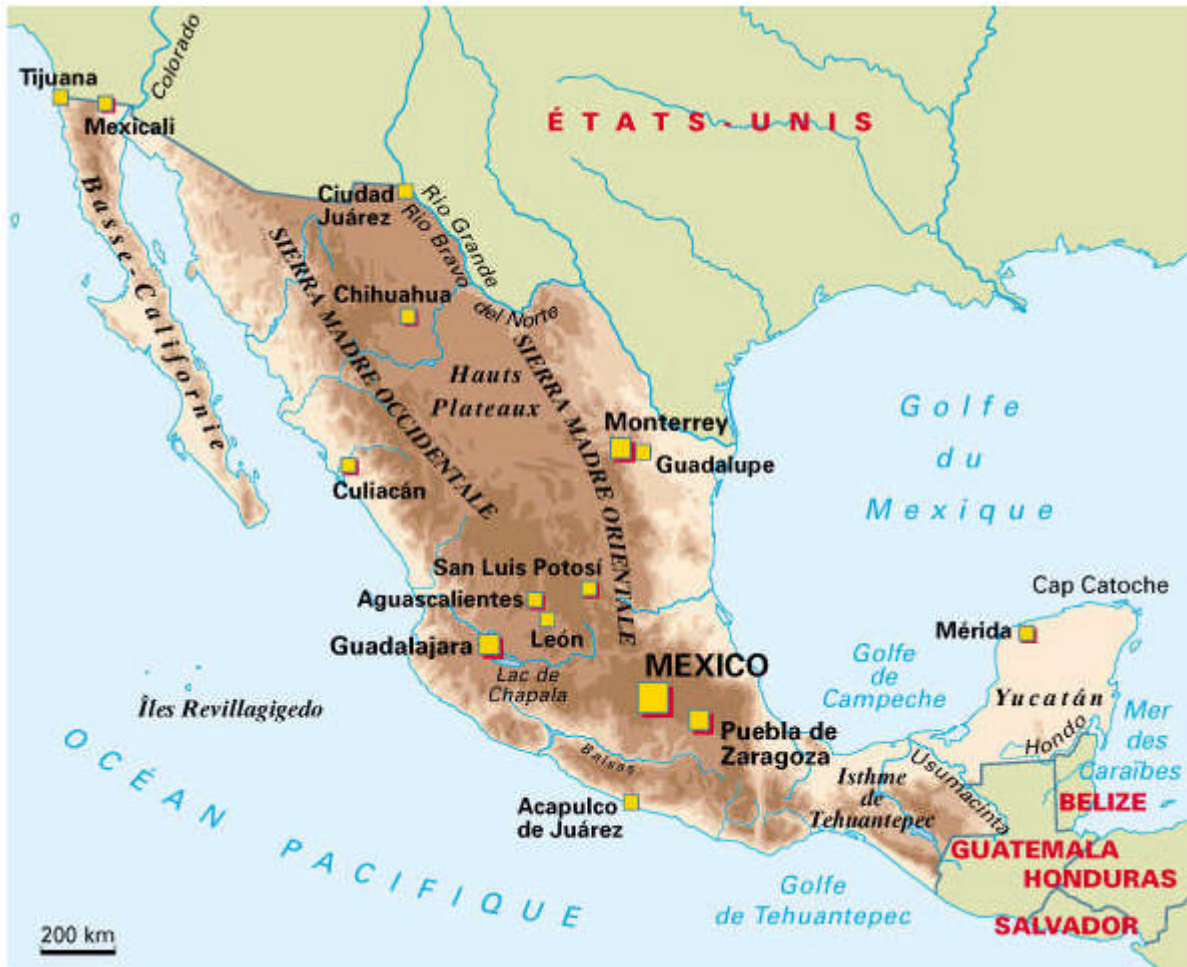 Colorado
Tijuana
Mexicali
ÉTATS-UNIS
Basse-Californie
Ciudad
Juárez
Río Grande
Río Bravo
del Norte
SIERRA MADRE OCCIDENTALE
Chihuahua
SIERRA MADRE ORIENTALE
Hauts
Plateaux
Golfe
du
Mexique
Monterrey
Guadalupe
Culiacán
San Luis Potosí
Aguascalientes
León
Guadalajara
Lac de
Chapala
MEXICO
Cap Catoche
Mérida
Golfe
de
Campeche
Yucatán
Mer
des
Caraïbes
Hondo
Îles Revillagigedo
Puebla de
Zaragoza
Balsas
Usumacinta
Isthme
de
Tehuantepec
BELIZE
Acapulco
de Juárez
GUATEMALA
HONDURAS
SALVADOR
Golfe
de Tehuantepec
OCÉAN PACIFIQUE
200 km